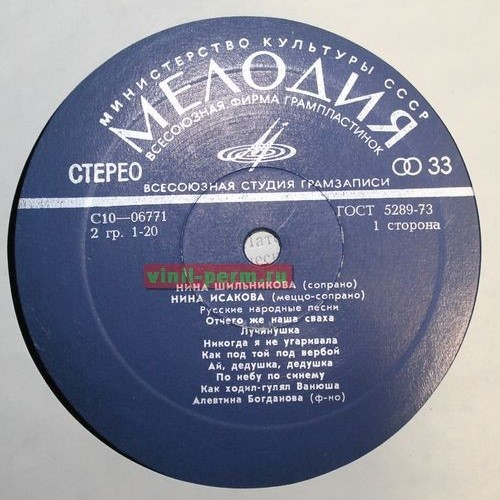 МИНИСТЕРСТВО КУЛЬТУРЫ СССР
МЕЛОДИЯ
ВСЕСОЮЗНАЯ ФИРМА ГРАМПЛАСТИНОК
СТЕРЕО
33
ВСЕСОЮЗНАЯ СТУДИЯ ГРАМЗАПИСИ
С10—06771
ГОСТ 5289-73
2 гр. 1-20
1 сторона
vinil-perm.ru
НИНА ШИЛЬНИКОВА (сопрано)
НИНА ИСАКОВА (меццо-сопрано)
Русские народные песни
Отчего же наша сваха
Лучинушка
Никогда я не угаривала
Как под той под вербой
Ай, дедушка, дедушка
По небу по синему
Как ходил-гулял Ванюша
Алевтина Богданова (ф-но)